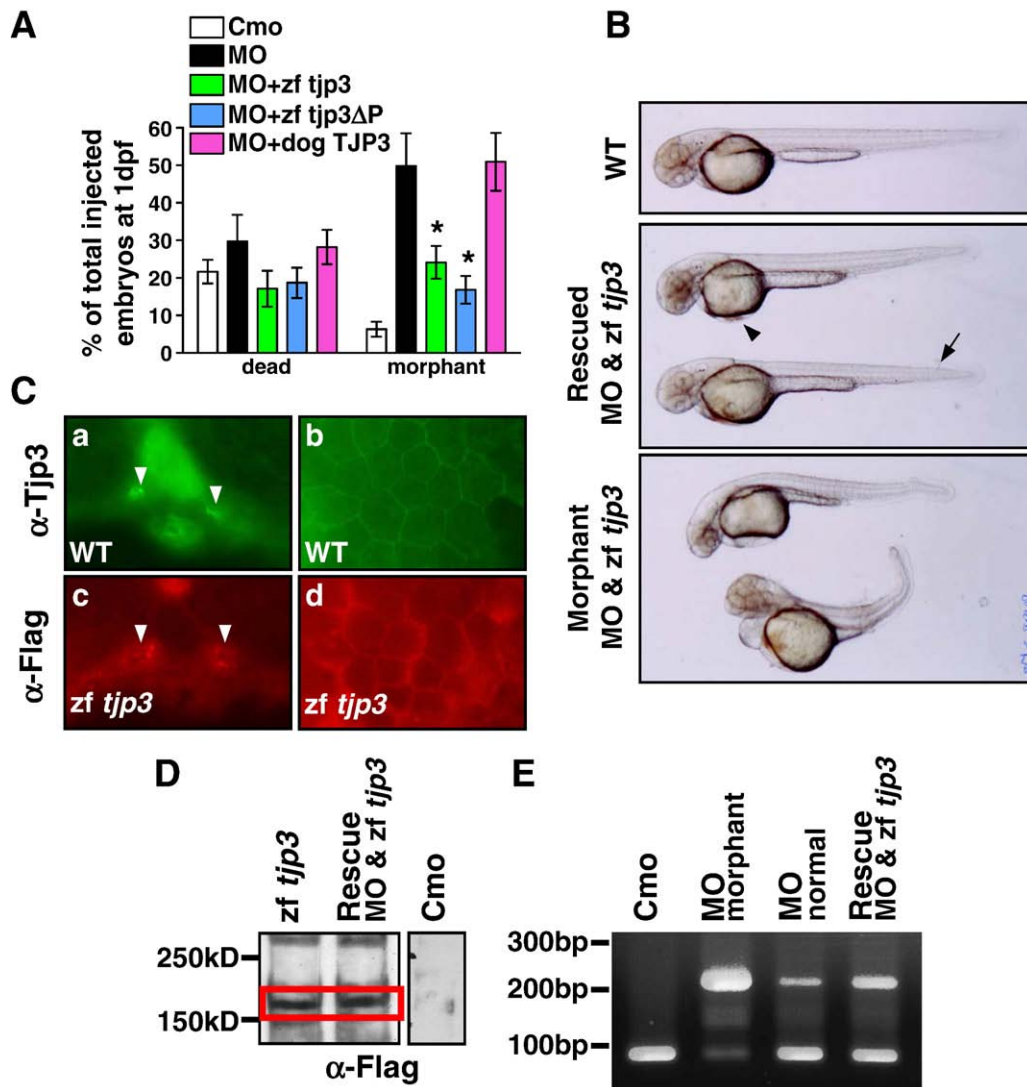 A
Cmo
MO
MO+zf tjp3
MO+zf tjp3ΔP
MO+dog TJP3
% of total injected
embryos at 1dpf
60
50
40
30
20
10
0
* *
dead morphant
B
WT
Rescued
MO & zf tjp3
Morphant
MO & zf tjp3
C
α-Tjp3
a
WT
b
WT
α-Flag
c
zf tjp3
d
zf tjp3
D
zf tjp3
Rescue
MO & zf tjp3
Cmo
250kD
150kD
α-Flag
E
Cmo
MO
morphant
MO
normal
Rescue
MO & zf tjp3
300bp
200bp
100bp